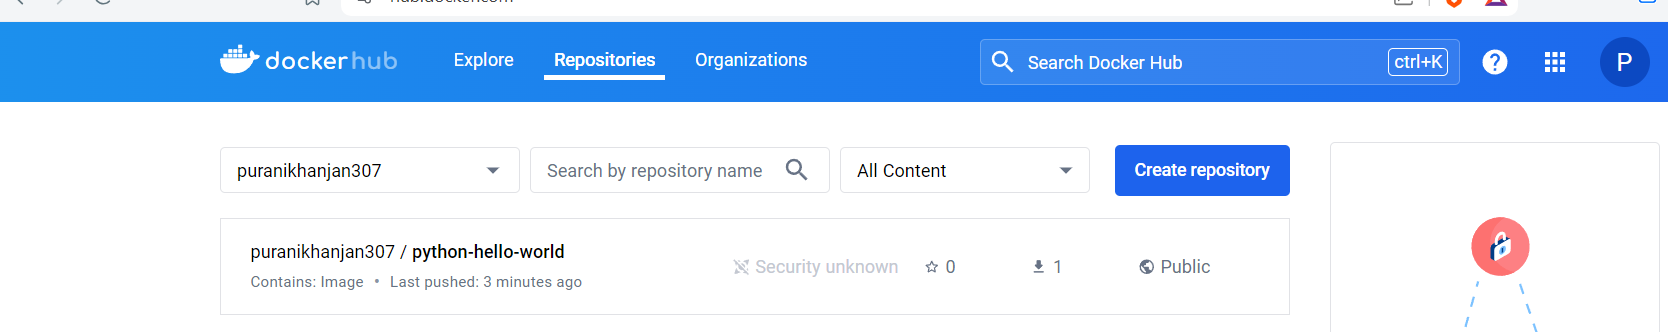 dockerhub
Explore
Repositories
Organizations
Search Docker Hub
ctrl+K
P
puranikhanjan307
Search by repository name
All Content
Create repository
puranikhanjan307 / python-hello-world
Contains: Image • Last pushed: 3 minutes ago
Security unknown
0
1
Public